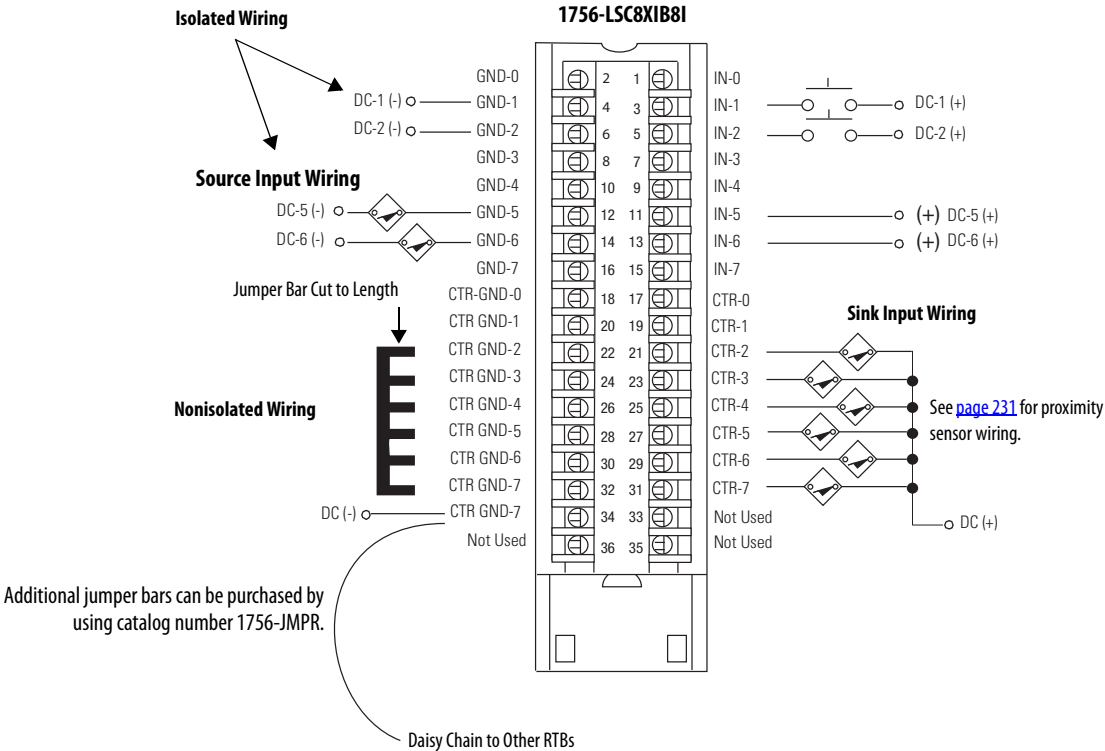 1756-LSC8XIB8I
Isolated Wiring
GND-0 2 1 IN-0
DC-1 (-) GND-1 4 3 IN-1 DC-1 (+)
DC-2 (-) GND-2 6 5 IN-2 DC-2 (+)
GND-3 8 7 IN-3
Source Input Wiring
GND-4 10 9 IN-4
DC-5 (-) GND-5 12 11 IN-5 (+) DC-5 (+)
DC-6 (-) GND-6 14 13 IN-6 (+) DC-6 (+)
GND-7 16 15 IN-7
Jumper Bar Cut to Length
CTR-GND-0 18 17 CTR-0
Sink Input Wiring
CTR GND-1 20 19 CTR-1
CTR GND-2 22 21 CTR-2
CTR GND-3 24 23 CTR-3
Nonisolated Wiring
CTR GND-4 26 25 CTR-4
See page 231 for proximity
sensor wiring.
CTR GND-5 28 27 CTR-5
CTR GND-6 30 29 CTR-6
CTR GND-7 32 31 CTR-7
DC (-) CTR GND-7 34 33 Not Used
DC (+)
Not Used 36 35 Not Used
Additional jumper bars can be purchased by
using catalog number 1756-JMPR.
Daisy Chain to Other RTBs